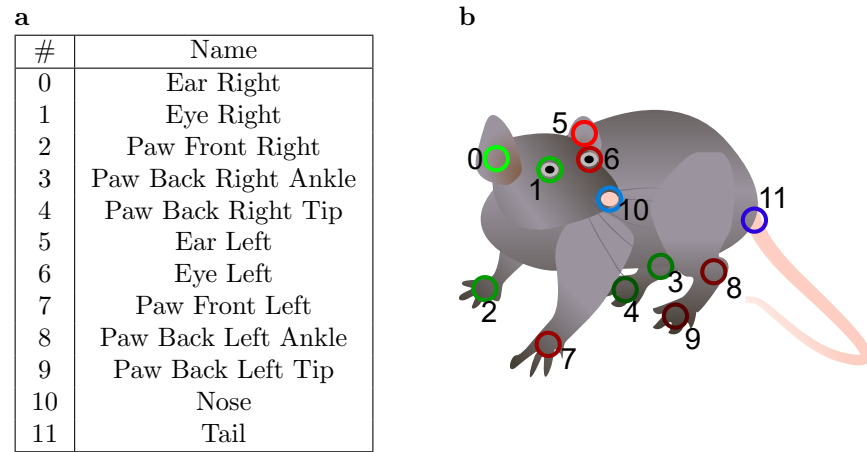 a
# Name
0 Ear Right
1 Eye Right
2 Paw Front Right
3 Paw Back Right Ankle
4 Paw Back Right Tip
5 Ear Left
6 Eye Left
7 Paw Front Left
8 Paw Back Left Ankle
9 Paw Back Left Tip
10 Nose
11 Tail
b
5
0
6
1
10
11
3
8
2
4
9
7